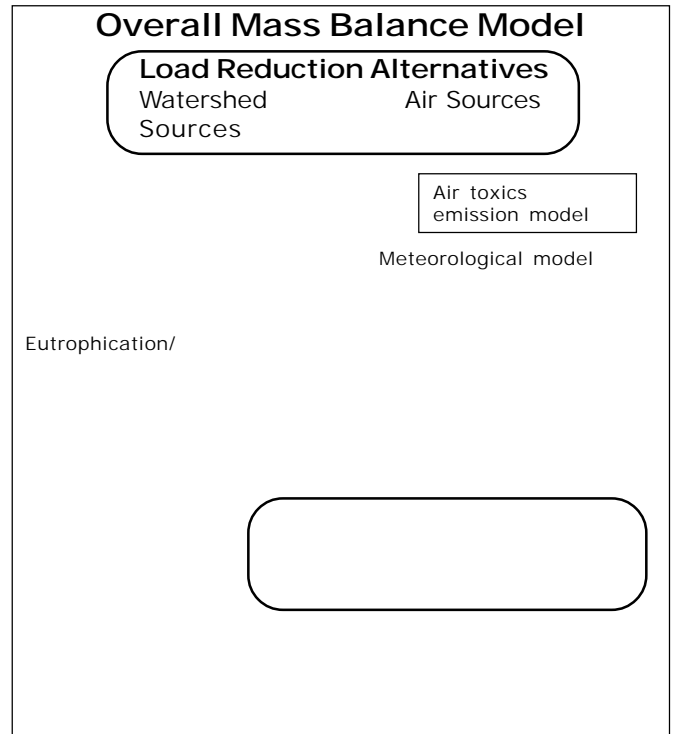 Overall Mass Balance Model
Load Reduction Alternatives
Watershed Air Sources
Sources
Air toxics
emission model
Meteorological model
Eutrophication/